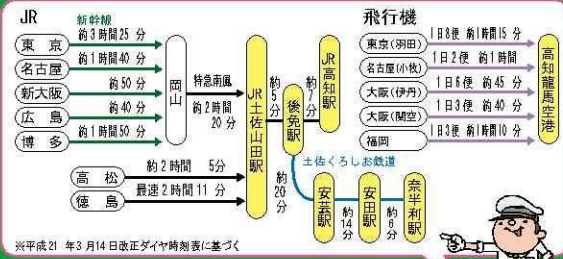 JR
新幹線
東京
約3時間25分
名古屋
約1時間40分
新大阪
約50分
広島
約40分
博多
約1時間50分
岡山
特急南風
約2時間
20分
高松
約2時間 5分
徳島
最速2時間11分
JR土佐山田駅
約5分
後免駅
約7分
JR高知駅
土佐くろしお鉄道
約20分
安芸駅
約14分
安田駅
約6分
奈半利駅
※平成21年3月14日改正ダイヤ時刻表に基づく
飛行機
東京(羽田)
1日8便 約1時間15分
名古屋(小牧)
1日2便 約1時間
大阪(伊丹)
1日6便 約45分
大阪(関空)
1日3便 約40分
福岡
1日3便 約1時間10分
高知龍馬空港